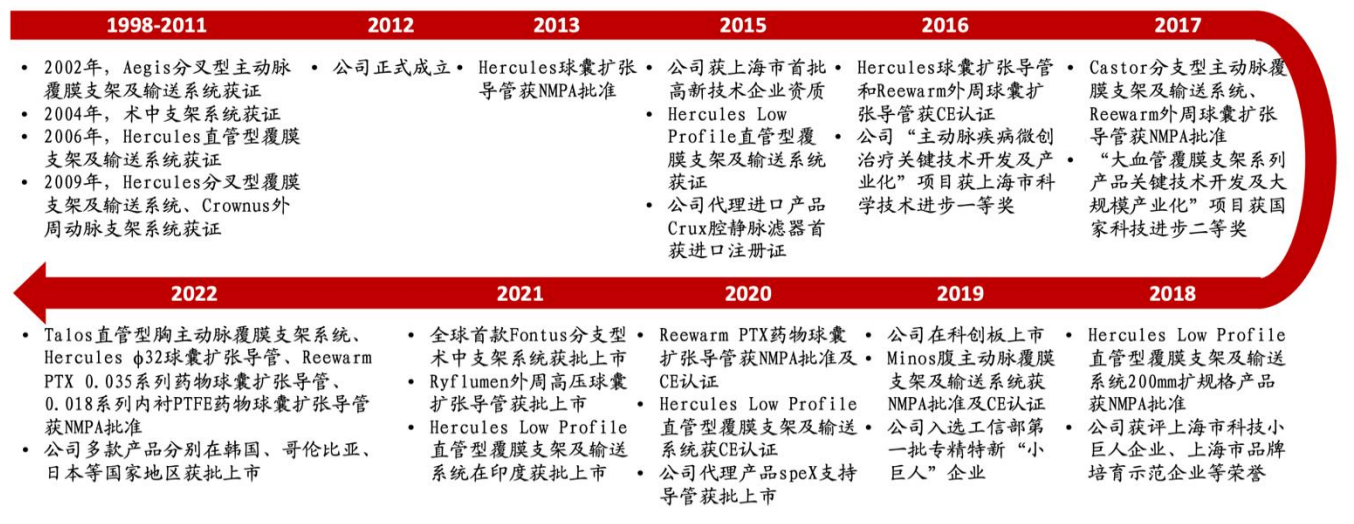 1998-2011
• 2002年，Aegis分叉型主动脉
覆膜支架及输送系统获证
• 2004年，术中支架系统获证
• 2006年，Hercules直管型覆膜
支架及输送系统获证
• 2009年，Hercules分叉型覆膜
支架及输送系统、Crownus外
周动脉支架系统获证
2012
• 公司正式成立
2013
• Hercules球囊扩张
导管获NMPA批准
2015
• 公司获上海市首批
高新技术企业资质
• Hercules Low
Profile直管型覆
膜支架及输送系统
获证
• 公司代理进口产品
Crux腔静脉滤器首
获进口注册证
2016
• Hercules球囊扩张导管
和Reewarm外周球囊扩
张导管获CE认证
• 公司“主动脉疾病微创
治疗关键技术开发及产
业化”项目获上海市科
学技术进步一等奖
2017
• Castor分支型主动脉覆
膜支架及输送系统、
Reewarm外周球囊扩张
导管获NMPA批准
• “大血管覆膜支架系列
产品关键技术开发及大
规模产业化”项目获国
家科技进步二等奖
2022
• Talos直管型胸主动脉覆膜支架系统、
Hercules φ32球囊扩张导管、Reewarm
PTX 0.035系列药物球囊扩张导管、
0.018系列内衬PTFE药物球囊扩张导管
获NMPA批准
• 公司多款产品分别在韩国、哥伦比亚、
日本等国家地区获批上市
2021
• 全球首款Fontus分支型
术中支架系统获批上市
• Ryflumen外周高压球囊
扩张导管获批上市
• Hercules Low Profile
直管型覆膜支架及输送
系统在印度获批上市
2020
• Reewarm PTX药物球囊
扩张导管获NMPA批准及
CE认证
• Hercules Low Profile
直管型覆膜支架及输送
系统获CE认证
• 公司代理产品speX支持
导管获批上市
2019
• 公司在科创板上市
• Minos腹主动脉覆膜
支架及输送系统获
NMPA批准及CE认证
• 公司入选工信部第
一批专精特新“小
巨人”企业
2018
• Hercules Low Profile
直管型覆膜支架及输送
系统200mm扩规格产品
获NMPA批准
• 公司获评上海市科技小
巨人企业、上海市品牌
培育示范企业等荣誉